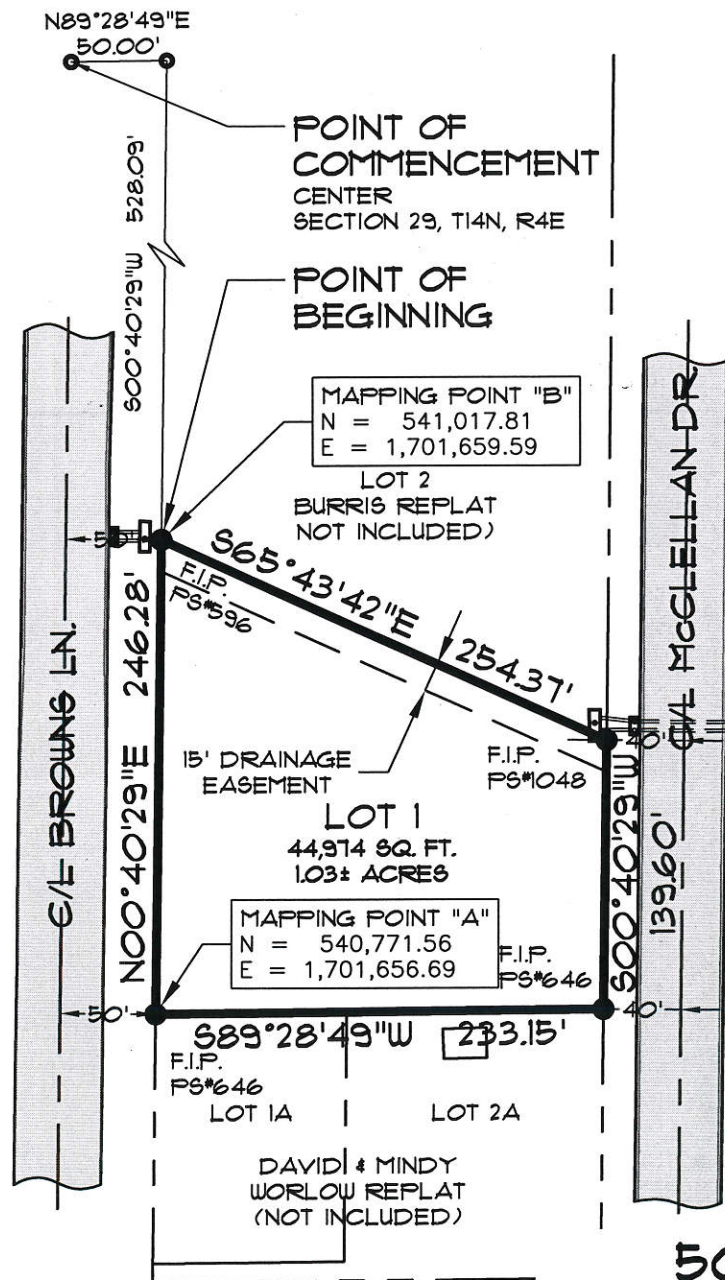 N89°28'49"E
50.00'
POINT OF
COMMENCEMENT
CENTER
SECTION 29, T14N, R4E
S00°40'29"W 528.09'
POINT OF
BEGINNING
MAPPING POINT "B"
N = 541,017.81
E = 1,701,659.59
LOT 2
BURRIS REPLAT
NOT INCLUDED)
C/L BROWNS LN.
C/L McCLELLAN DR.
50'
S65°43'42"E 254.37'
F.I.P.
PS#596
N00°40'29"E 246.28'
15' DRAINAGE
EASEMENT
F.I.P.
PS#1048
40'
LOT 1
44,974 SQ. FT.
1.03± ACRES
S00°40'29"W
139.60'
MAPPING POINT "A"
N = 540,771.56
E = 1,701,656.69
F.I.P.
PS#646
50'
40'
S89°28'49"W 233.15'
F.I.P.
PS#646
LOT 1A
LOT 2A
DAVID & MINDY
WORLOW REPLAT
(NOT INCLUDED)
50